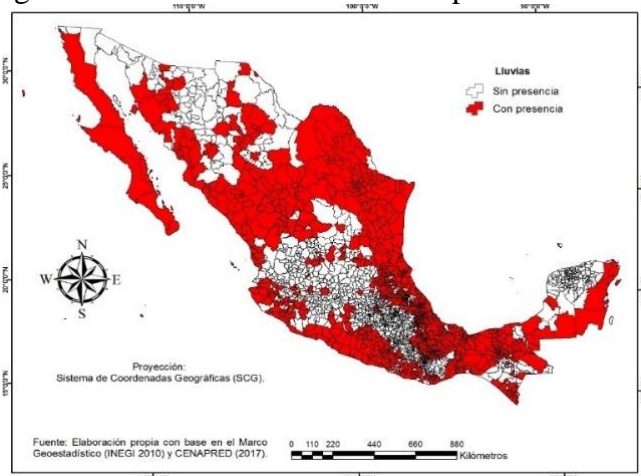 110°0'0"W 100°0'0"W 90°0'0"W
Lluvias
Sin presencia
Con presencia
30°0'0"N
25°0'0"N
20°0'0"N
15°0'0"N
N
W E
S
Proyección:
Sistema de Coordenadas Geográficas (SCG).
Fuente: Elaboración propia con base en el Marco
Geoestadístico (INEGI 2010) y CENAPRED (2017).
0 110 220 440 660 880
Kilómetros